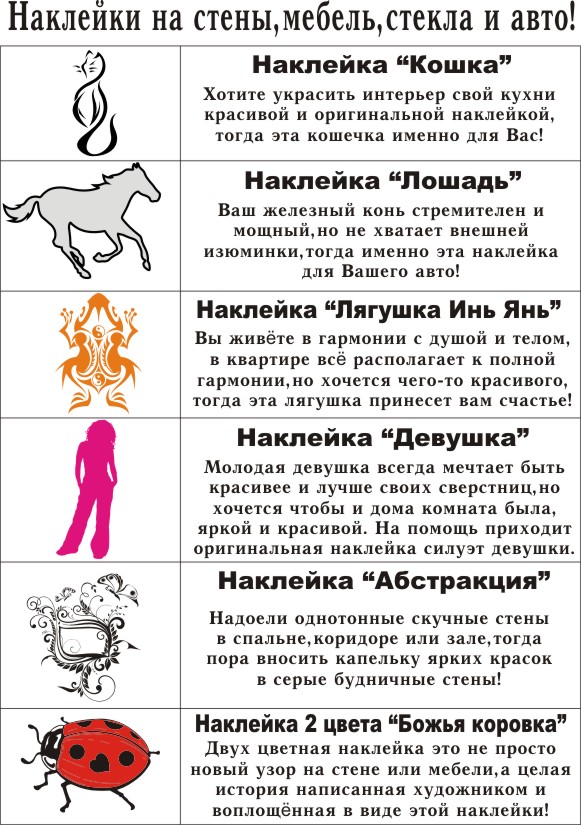 Наклейки на стены,мебель,стекла и авто!
Наклейка “Кошка”
Хотите украсить интерьер свой кухни
красивой и оригинальной наклейкой,
тогда эта кошечка именно для Вас!
Наклейка “Лошадь”
Ваш железный конь стремителен и
мощный,но не хватает внешней
изюминки,тогда именно эта наклейка
для Вашего авто!
Наклейка “Лягушка Инь Янь”
Вы живёте в гармонии с душой и телом,
в квартире всё располагает к полной
гармонии,но хочется чего-то красивого,
тогда эта лягушка принесет вам счастье!
Наклейка “Девушка”
Молодая девушка всегда мечтает быть
красивее и лучше своих сверстниц,но
хочется чтобы и дома комната была,
яркой и красивой. На помощь приходит
оригинальная наклейка силуэт девушки.
Наклейка “Абстракция”
Надоели однотонные скучные стены
в спальне,коридоре или зале,тогда
пора вносить капельку ярких красок
в серые будничные стены!
Наклейка 2 цвета “Божья коровка”
Двух цветная наклейка это не просто
новый узор на стене или мебели,а целая
история написанная художником и
воплощённая в виде этой наклейки!